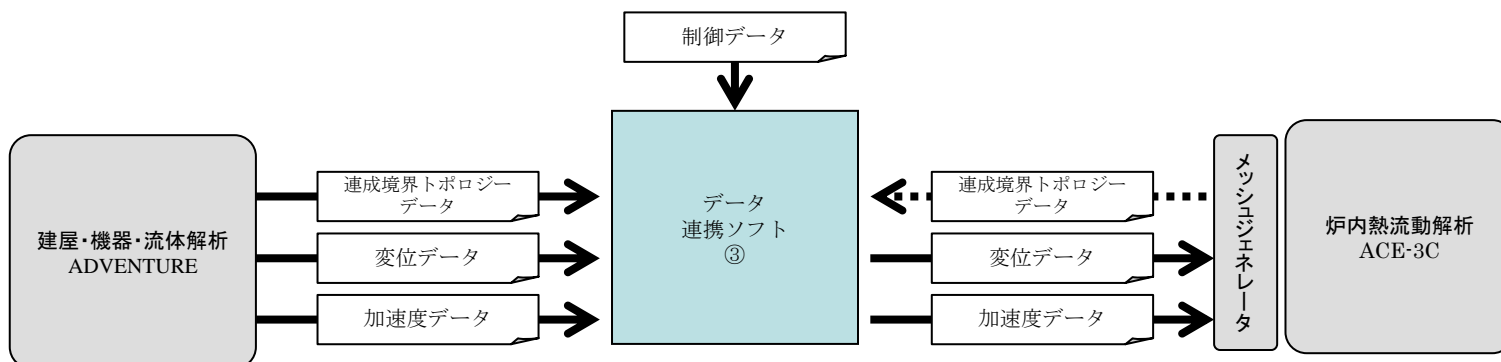 制御データ
建屋・機器・流体解析
ADVENTURE
連成境界トポロジー
データ
変位データ
加速度データ
データ
連携ソフト
③
連成境界トポロジー
データ
変位データ
加速度データ
メッシュジェネレータ
炉内熱流動解析
ACE-3C